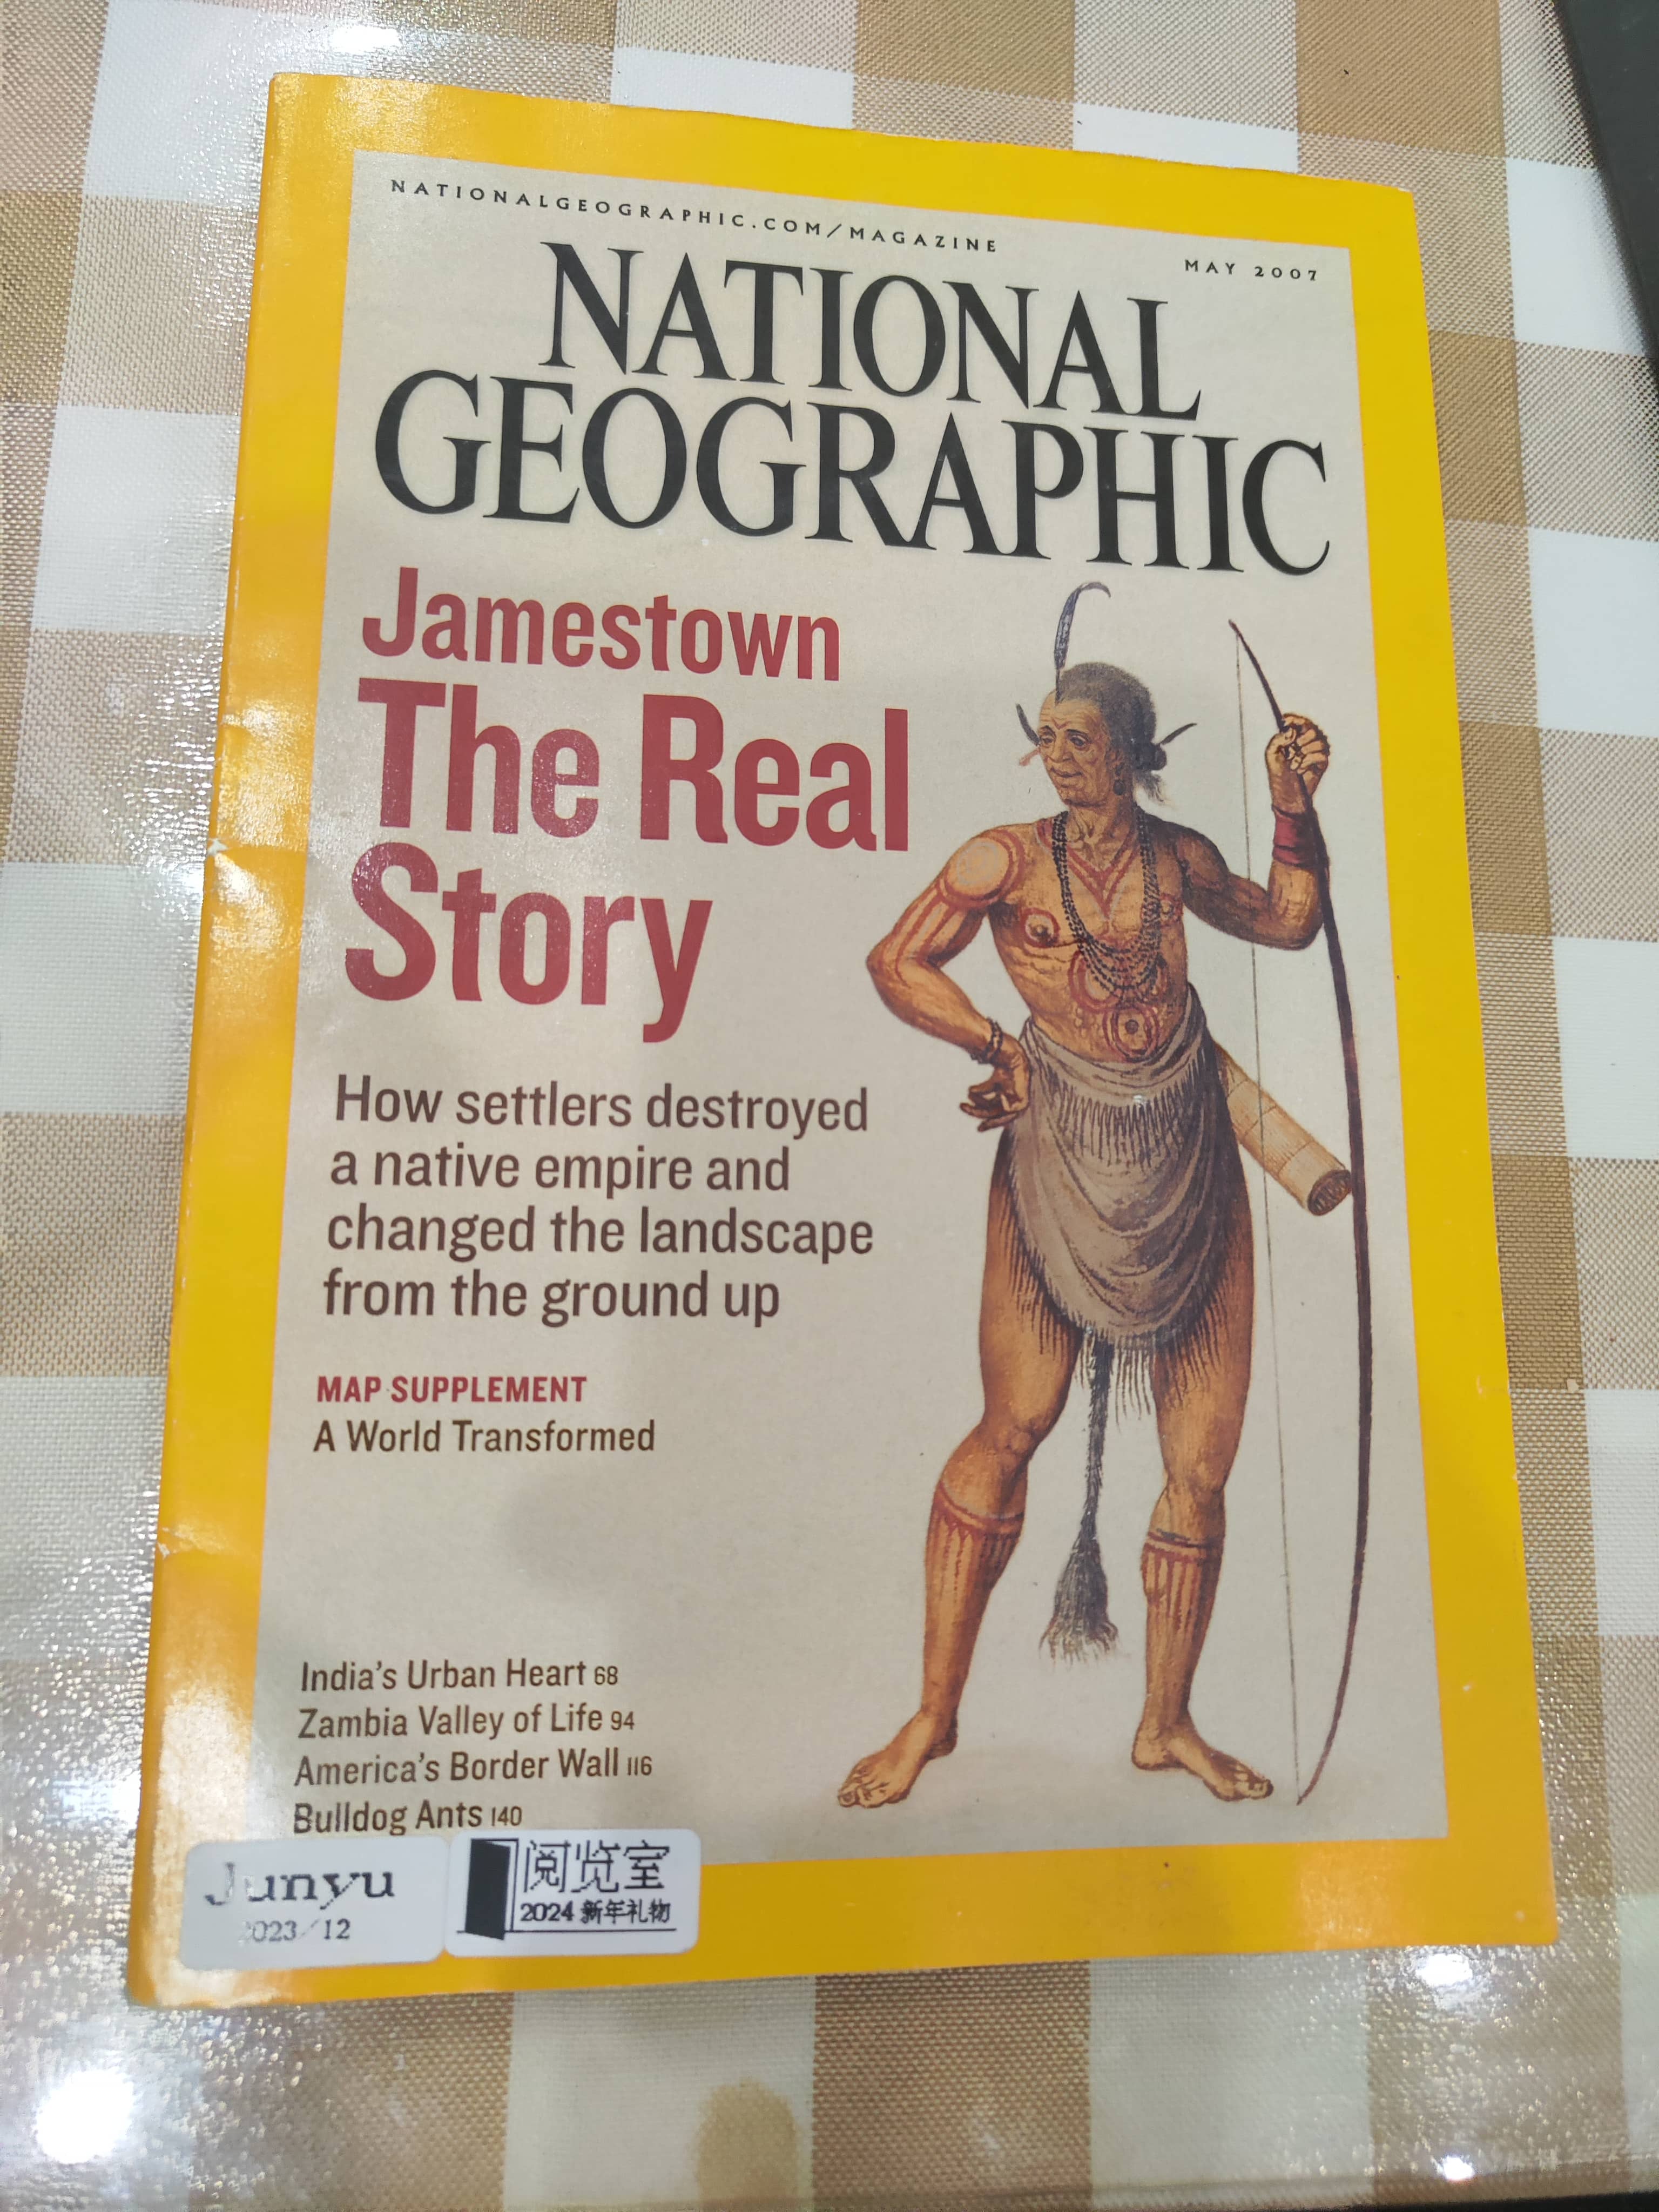 NATIONALGEOGRAPHIC.COM/MAGAZINE
MAY 2007
NATIONAL
GEOGRAPHIC
Jamestown
The Real
Story
How settlers destroyed
a native empire and
changed the landscape
from the ground up
MAP SUPPLEMENT
A World Transformed
India's Urban Heart 68
Zambia Valley of Life 94
America's Border Wall 116
Bulldog Ants 140
Junyu
023/12
阅览室
2024 新年礼物